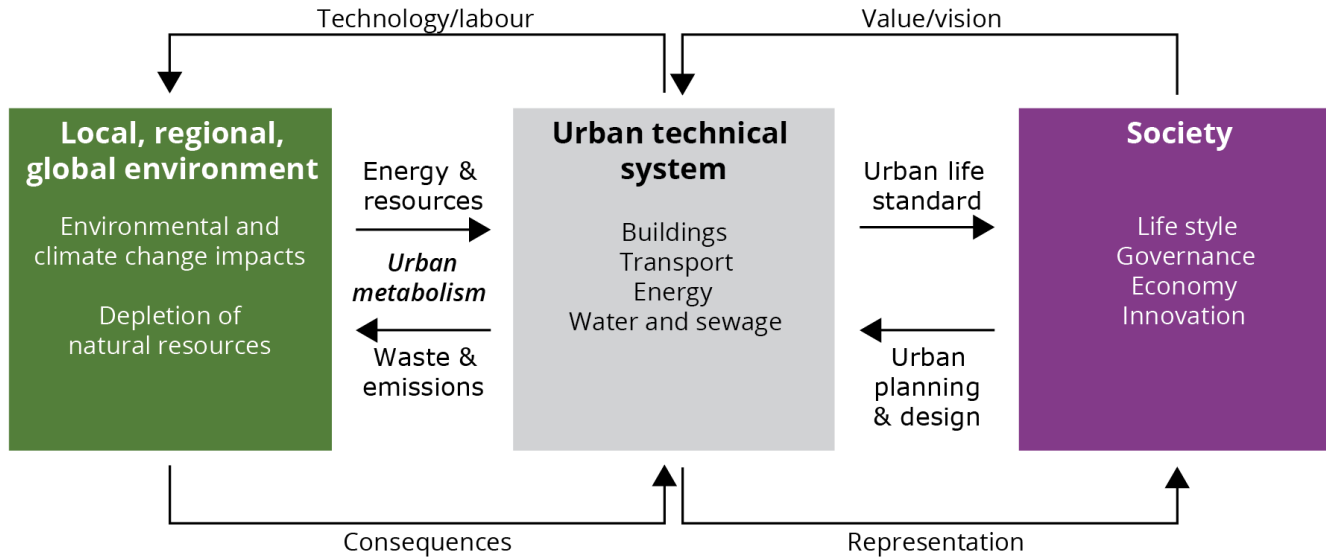 Technology/labour
Value/vision
Local, regional,
global environment
Environmental and
climate change impacts
Depletion of
natural resources
Energy &
resources
Urban
metabolism
Waste &
emissions
Urban technical
system
Buildings
Transport
Energy
Water and sewage
Urban life
standard
Urban
planning
& design
Society
Life style
Governance
Economy
Innovation
Consequences
Representation